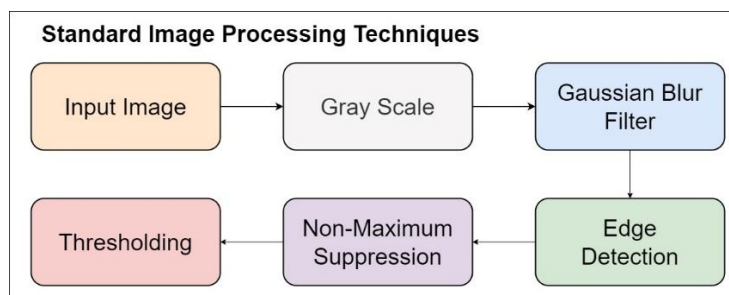 Standard Image Processing Techniques
Input Image
Gray Scale
Gaussian Blur
Filter
Edge
Detection
Non-Maximum
Suppression
Thresholding